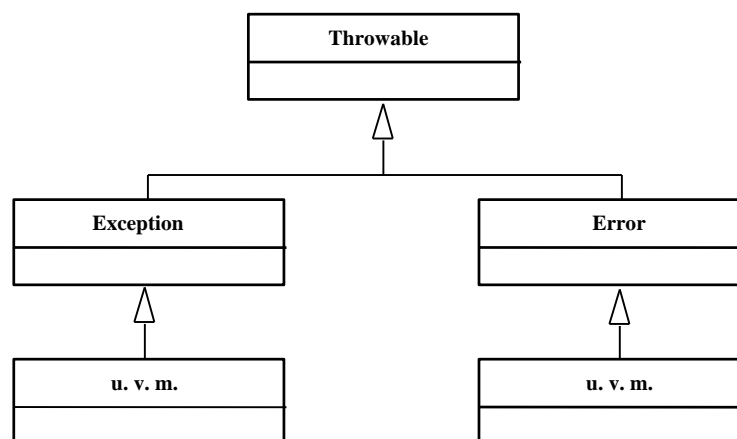 Throwable
Exception
Error
u. v. m.
u. v. m.